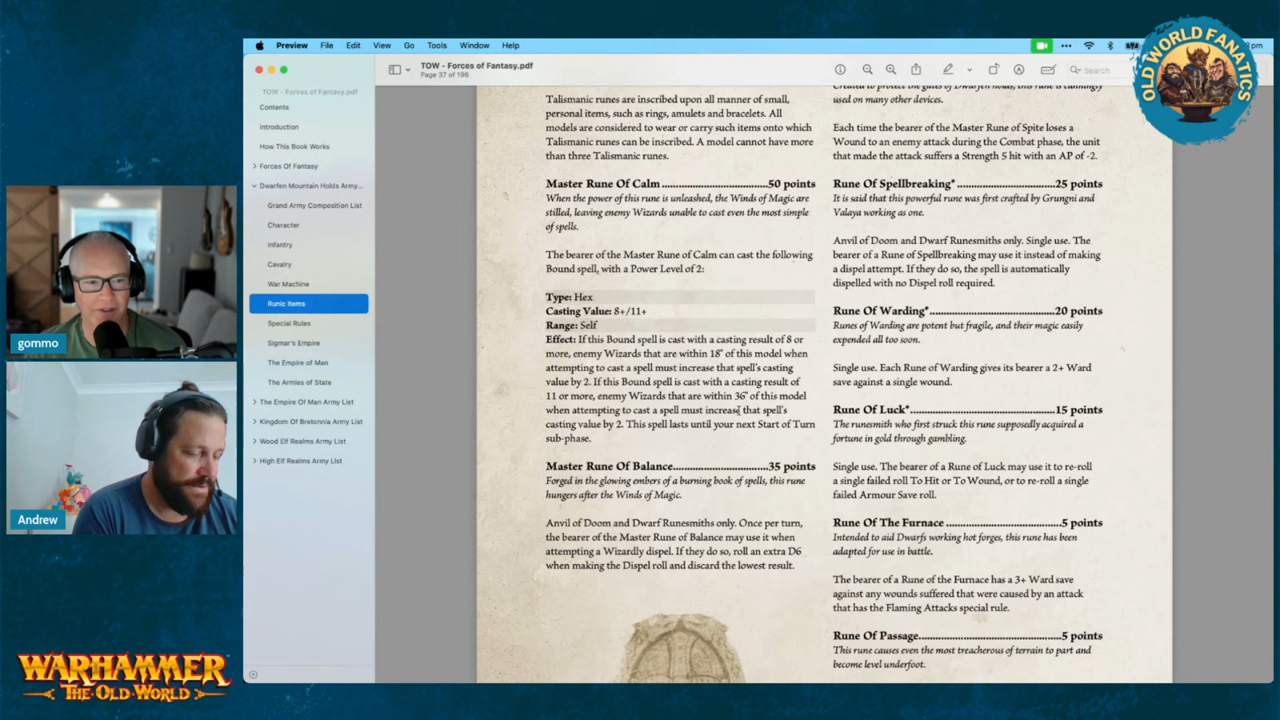 Preview File Edit View Go Tools Window Help
TOW - Forces of Fantasy.pdf
Page 37 of 196
Search
OLD WORLD FANATICS
TOW - Forces of Fantasy.pdf
Contents
Introduction
How This Book Works
Forces Of Fantasy
Dwarfen Mountain Holds Army...
Grand Army Composition List
Character
Infantry
Cavalry
War Machine
Runic Items
Special Rules
Sigmar's Empire
The Empire of Man
The Armies of State
The Empire Of Man Army List
Kingdom Of Bretonnia Army List
Wood Elf Realms Army List
High Elf Realms Army List
gommo
Andrew
WARHAMMER
THE OLD WORLD
Talismanic runes are inscribed upon all manner of small,
personal items, such as rings, amulets and bracelets. All
models are considered to wear or carry such items onto which
Talismanic runes can be inscribed. A model cannot have more
than three Talismanic runes.
Master Rune Of Calm ....................................50 points
When the power of this rune is unleashed, the Winds of Magic are
stilled, leaving enemy Wizards unable to cast even the most simple
of spells.
The bearer of the Master Rune of Calm can cast the following
Bound spell, with a Power Level of 2:
Type: Hex
Casting Value: 8+/11+
Range: Self
Effect: If this Bound spell is cast with a casting result of 8 or
more, enemy Wizards that are within 18" of this model when
attempting to cast a spell must increase that spell's casting
value by 2. If this Bound spell is cast with a casting result of
11 or more, enemy Wizards that are within 36" of this model
when attempting to cast a spell must increase that spell's
casting value by 2. This spell lasts until your next Start of Turn
sub-phase.
Master Rune Of Balance................................35 points
Forged in the glowing embers of a burning book of spells, this rune
hungers after the Winds of Magic.
Anvil of Doom and Dwarf Runesmiths only. Once per turn,
the bearer of the Master Rune of Balance may use it when
attempting a Wizardly dispel. If they do so, roll an extra D6
when making the Dispel roll and discard the lowest result.
used on many other devices.
Each time the bearer of the Master Rune of Spite loses a
Wound to an enemy attack during the Combat phase, the unit
that made the attack suffers a Strength 5 hit with an AP of -2.
Rune Of Spellbreaking* .................................25 points
It is said that this powerful rune was first crafted by Grungni and
Valaya working as one.
Anvil of Doom and Dwarf Runesmiths only. Single use. The
bearer of a Rune of Spellbreaking may use it instead of making
a dispel attempt. If they do so, the spell is automatically
dispelled with no Dispel roll required.
Rune Of Warding*..........................................20 points
Runes of Warding are potent but fragile, and their magic easily
expended all too soon.
Single use. Each Rune of Warding gives its bearer a 2+ Ward
save against a single wound.
Rune Of Luck*................................................15 points
The runesmith who first struck this rune supposedly acquired a
fortune in gold through gambling.
Single use. The bearer of a Rune of Luck may use it to re-roll
a single failed roll To Hit or To Wound, or to re-roll a single
failed Armour Save roll.
Rune Of The Furnace ......................................5 points
Intended to aid Dwarfs working hot forges, this rune has been
adapted for use in battle.
The bearer of a Rune of the Furnace has a 3+ Ward save
against any wounds suffered that were caused by an attack
that has the Flaming Attacks special rule.
Rune Of Passage...............................................5 points
This rune causes even the most treacherous of terrain to part and
become level underfoot.